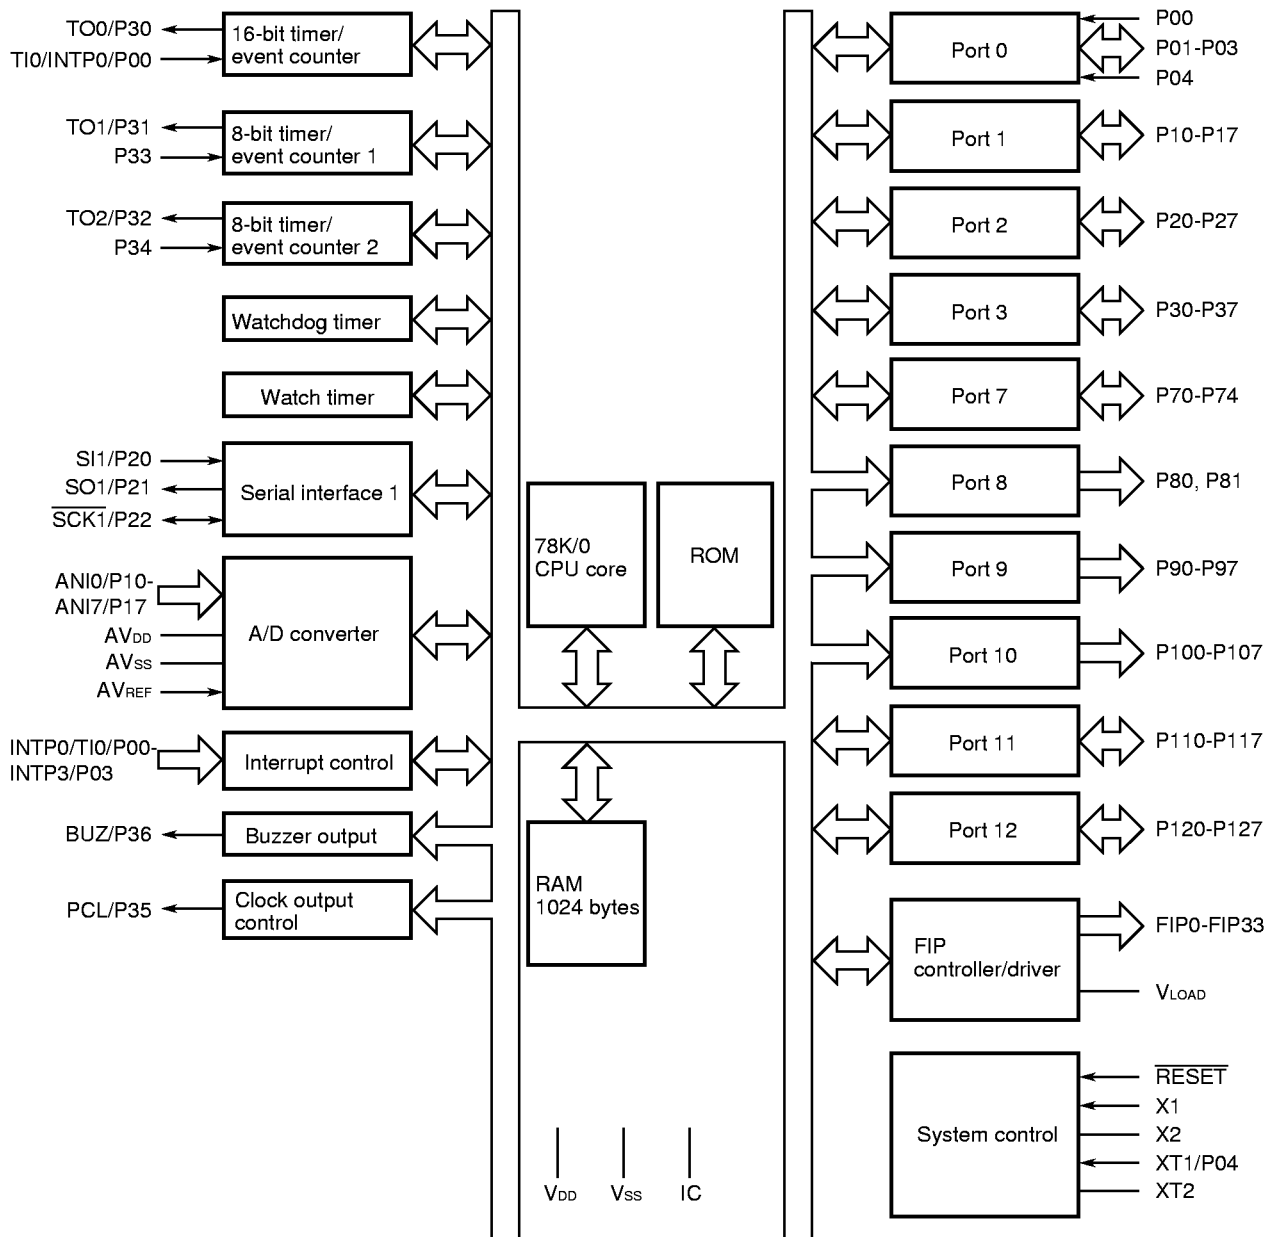 TO0/P30
TI0/INTP0/P00
16-bit timer/
event counter
TO1/P31
P33
8-bit timer/
event counter 1
TO2/P32
P34
8-bit timer/
event counter 2
Watchdog timer
Watch timer
SI1/P20
SO1/P21
SCK1/P22
Serial interface 1
ANI0/P10-
ANI7/P17
AVDD
AVSS
AVREF
A/D converter
INTP0/TI0/P00-
INTP3/P03
Interrupt control
BUZ/P36
Buzzer output
PCL/P35
Clock output
control
78K/0
CPU core
ROM
RAM
1024 bytes
VDD
VSS
IC
Port 0
P00
P01-P03
P04
Port 1
P10-P17
Port 2
P20-P27
Port 3
P30-P37
Port 7
P70-P74
Port 8
P80, P81
Port 9
P90-P97
Port 10
P100-P107
Port 11
P110-P117
Port 12
P120-P127
FIP
controller/driver
FIP0-FIP33
VLOAD
System control
RESET
X1
X2
XT1/P04
XT2